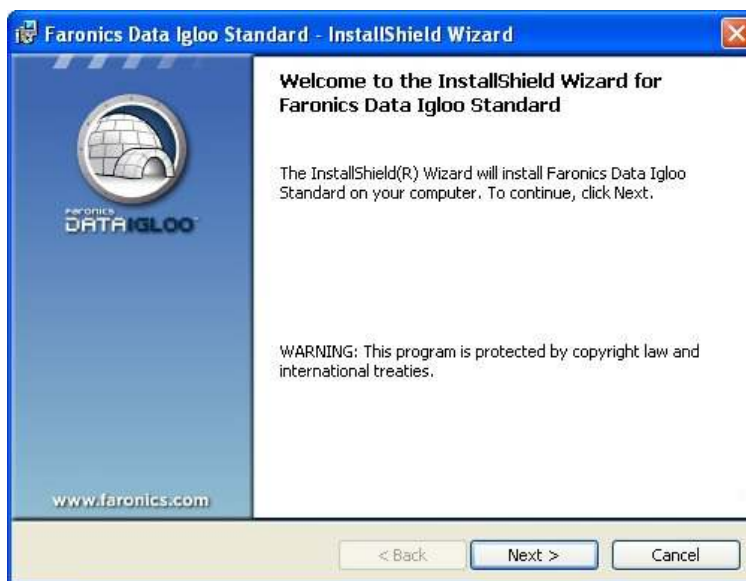 Faronics Data Igloo Standard - InstallShield Wizard
Welcome to the InstallShield Wizard for
Faronics Data Igloo Standard
The InstallShield(R) Wizard will install Faronics Data Igloo
Standard on your computer. To continue, click Next.
FARONICS
DATAIGLOO
WARNING: This program is protected by copyright law and
international treaties.
www.faronics.com
< Back
Next >
Cancel